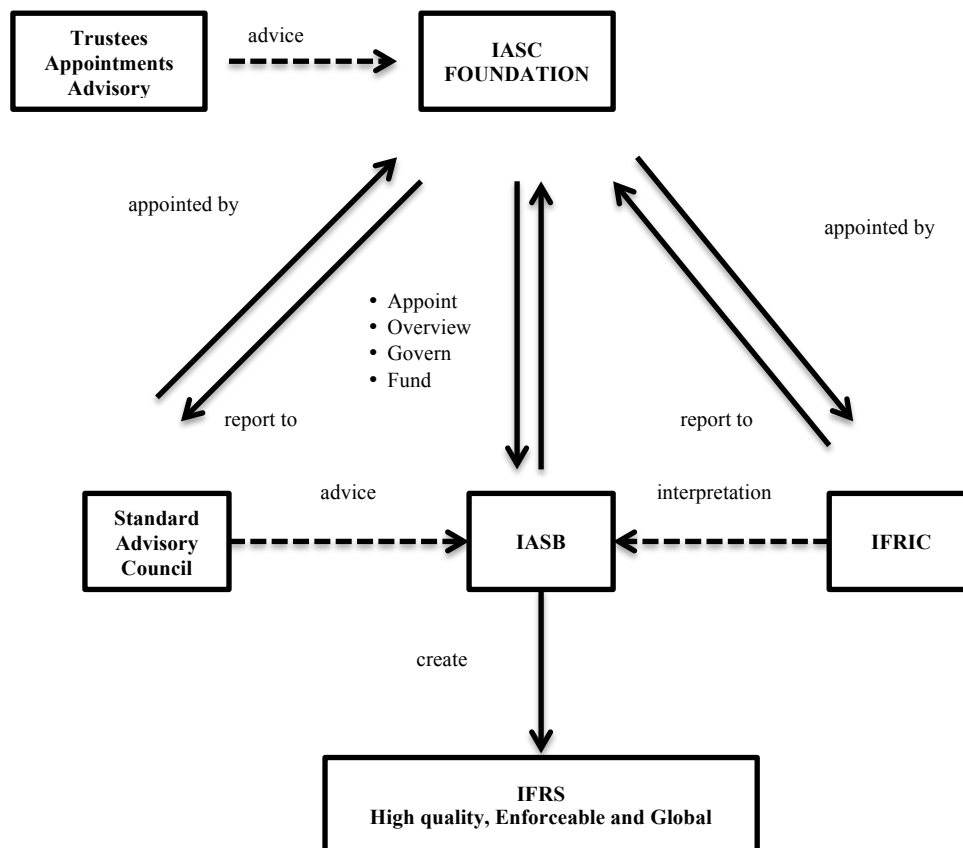 Trustees
Appointments
Advisory
advice
IASC
FOUNDATION
appointed by
appointed by
• Appoint
• Overview
• Govern
• Fund
report to
report to
advice
interpretation
Standard
Advisory
Council
IASB
IFRIC
create
IFRS
High quality, Enforceable and Global